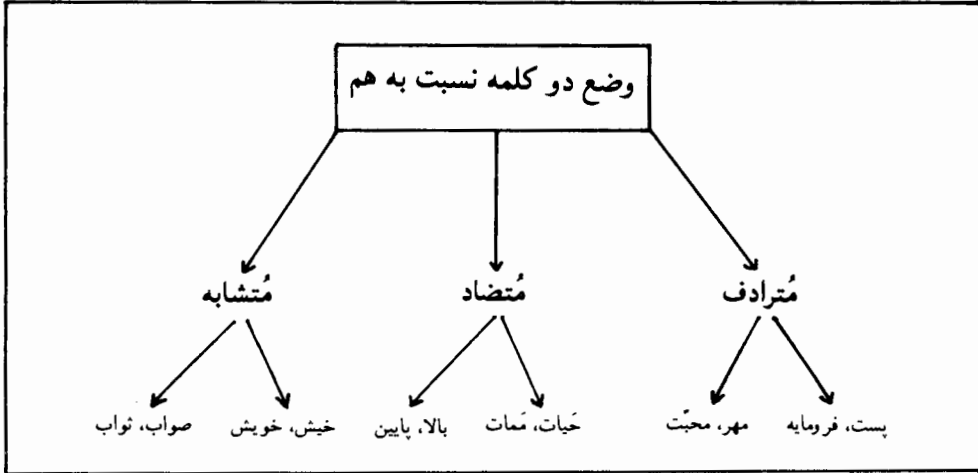 وضع دو کلمه نسبت به هم
مُترادف
مُتضاد
مُتشابه
پست، فرومایه
مهر، محبّت
حَیات، مَمات
بالا، پایین
خیش، خویش
صواب، ثواب